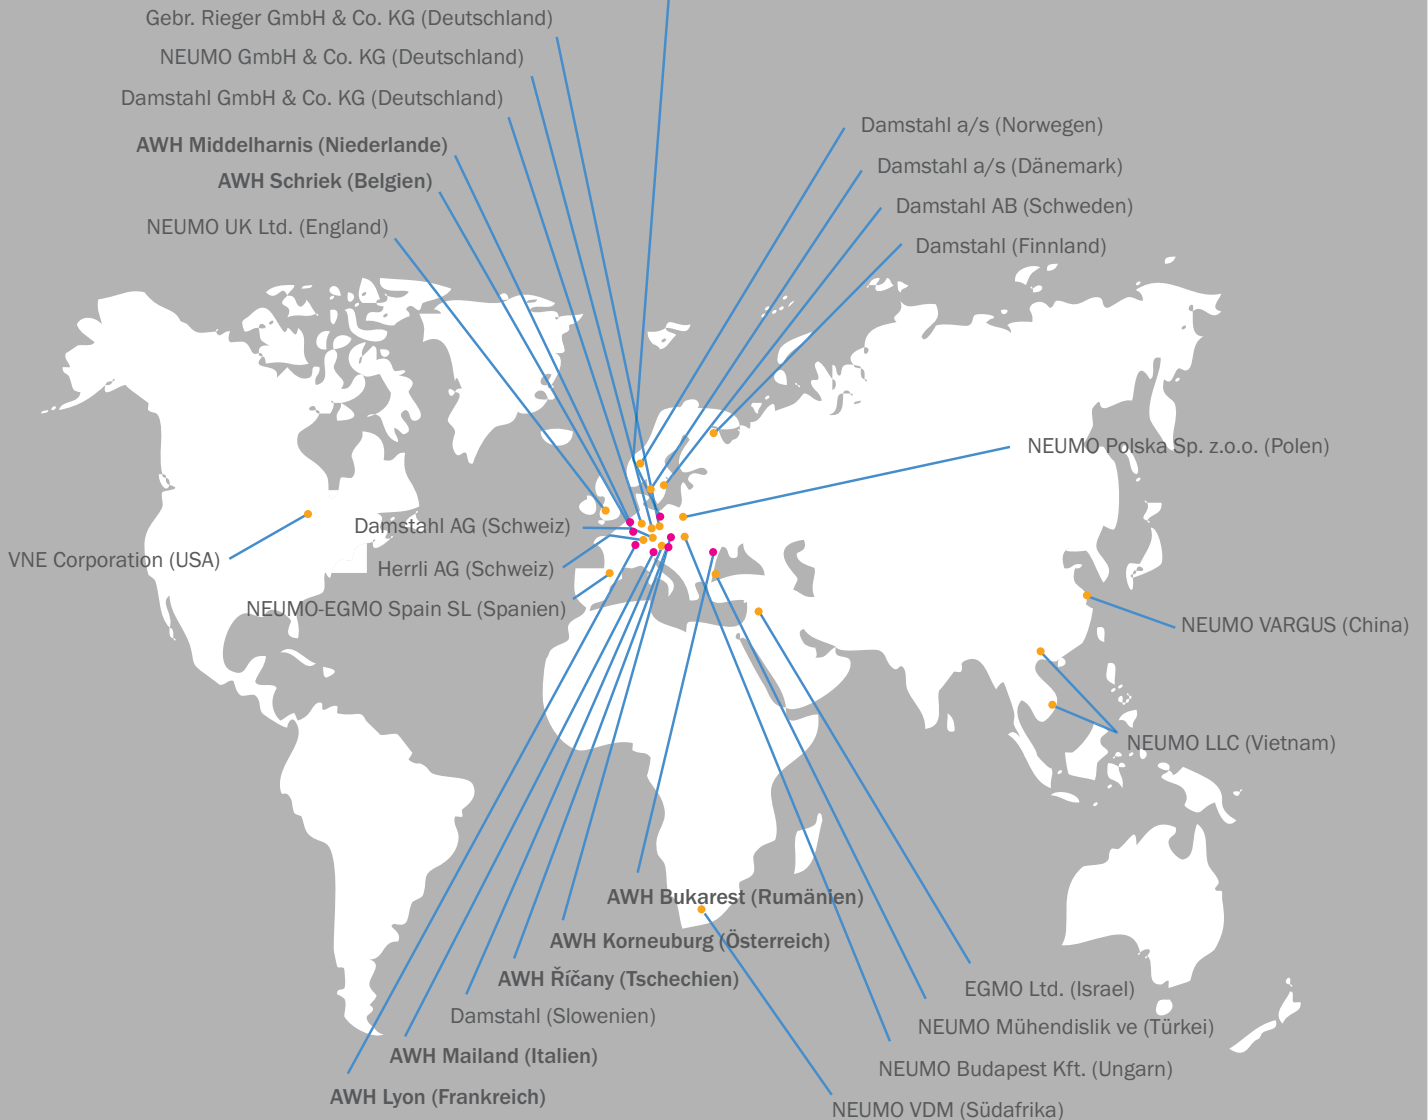 Gebr. Rieger GmbH & Co. KG (Deutschland)
NEUMO GmbH & Co. KG (Deutschland)
Damstahl GmbH & Co. KG (Deutschland)
AWH Middelharnis (Niederlande)
AWH Schriek (Belgien)
NEUMO UK Ltd. (England)
Damstahl a/s (Norwegen)
Damstahl a/s (Dänemark)
Damstahl AB (Schweden)
Damstahl (Finnland)
NEUMO Polska Sp. z.o.o. (Polen)
Damstahl AG (Schweiz)
VNE Corporation (USA)
Herrli AG (Schweiz)
NEUMO-EGMO Spain SL (Spanien)
NEUMO VARGUS (China)
NEUMO LLC (Vietnam)
AWH Bukarest (Rumänien)
AWH Korneuburg (Österreich)
AWH Říčany (Tschechien)
Damstahl (Slowenien)
AWH Mailand (Italien)
AWH Lyon (Frankreich)
EGMO Ltd. (Israel)
NEUMO Mühendislik ve (Türkei)
NEUMO Budapest Kft. (Ungarn)
NEUMO VDM (Südafrika)